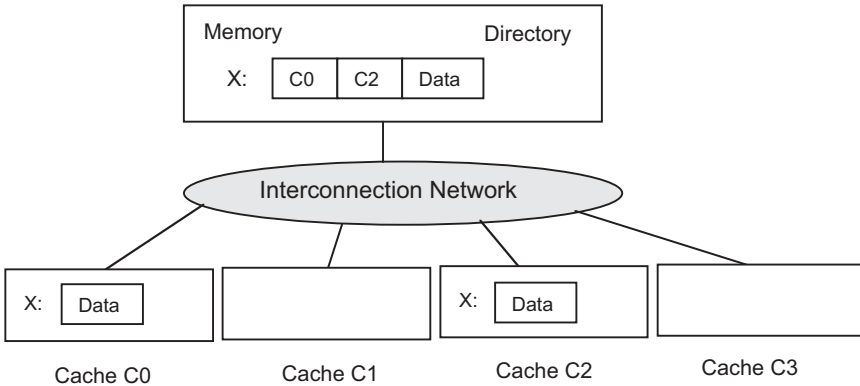 Memory Directory
X: C0 C2 Data
Interconnection Network
X: Data X: Data
Cache C0 Cache C1 Cache C2 Cache C3